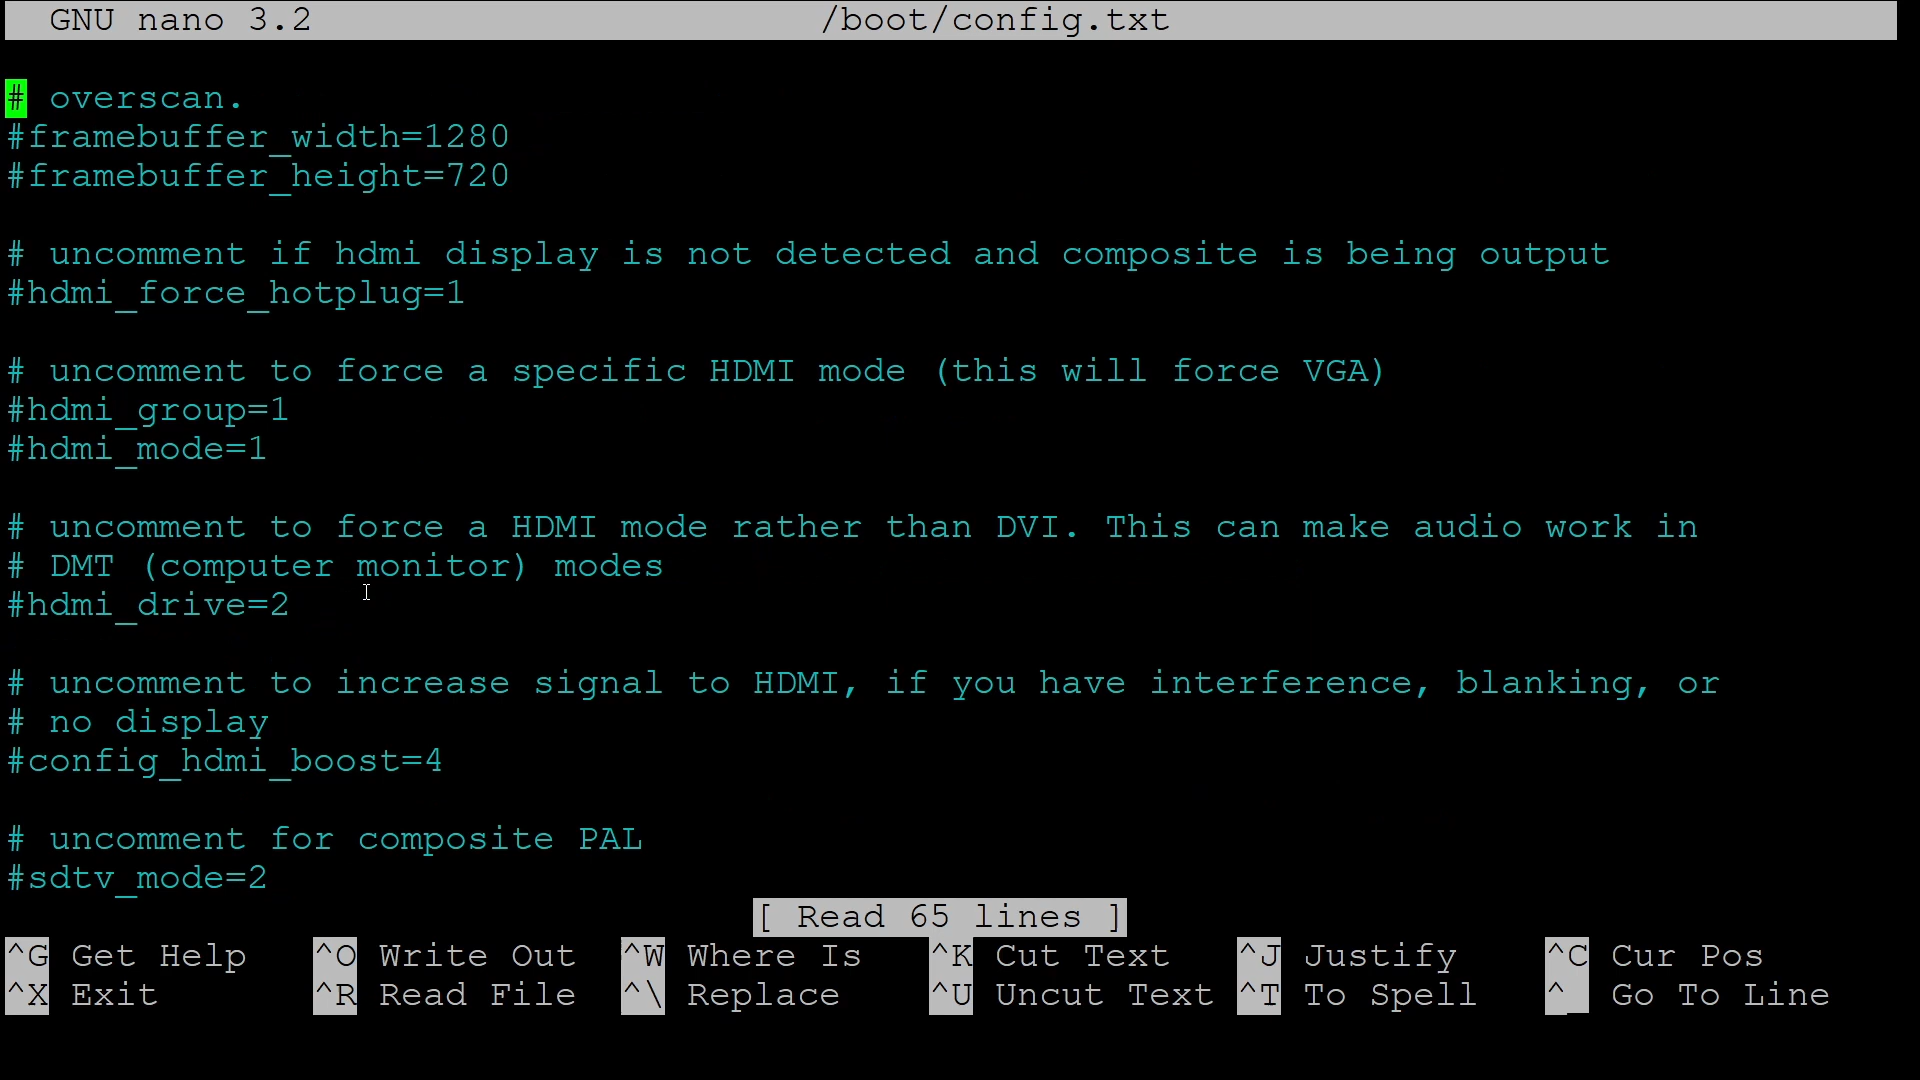 GNU nano 3.2 /boot/config.txt
# overscan.
#framebuffer_width=1280
#framebuffer_height=720
# uncomment if hdmi display is not detected and composite is being output
#hdmi_force_hotplug=1
# uncomment to force a specific HDMI mode (this will force VGA)
#hdmi_group=1
#hdmi_mode=1
# uncomment to force a HDMI mode rather than DVI. This can make audio work in
# DMT (computer monitor) modes
#hdmi_drive=2
# uncomment to increase signal to HDMI, if you have interference, blanking, or
# no display
#config_hdmi_boost=4
# uncomment for composite PAL
#sdtv_mode=2
[ Read 65 lines ]
^G Get Help ^O Write Out ^W Where Is ^K Cut Text ^J Justify ^C Cur Pos
^X Exit ^R Read File ^\ Replace ^U Uncut Text ^T To Spell ^_ Go To Line